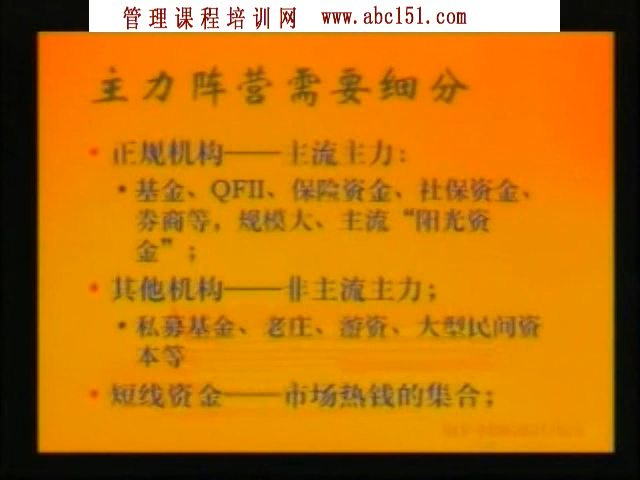 管理课程培训网 www.abc151.com
主力阵营需要细分
• 正规机构——主流主力：
• 基金、QFII、保险资金、社保资金、
券商等，规模大、主流“阳光资
金”；
• 其他机构——非主流主力；
• 私募基金、老庄、游资、大型民间资
本等
• 短线资金——市场热钱的集合；